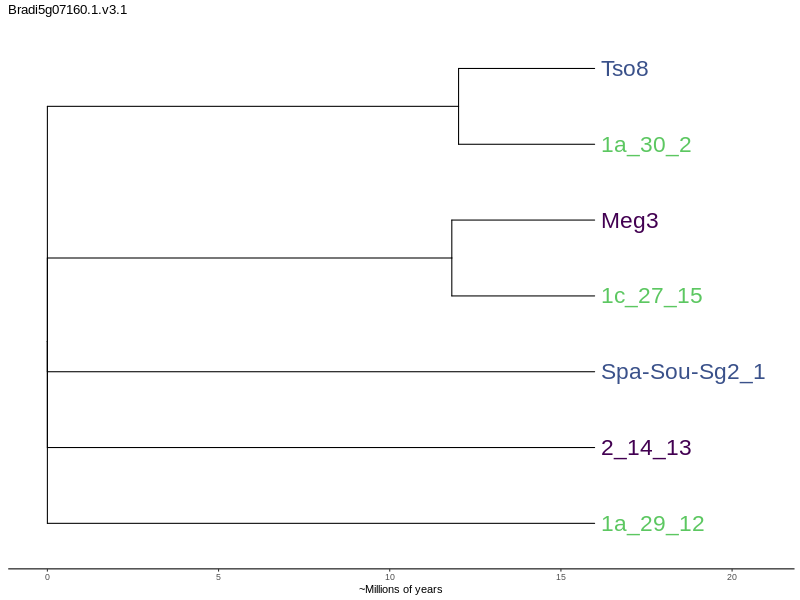 Bradi5g07160.1.v3.1
Tso8
1a_30_2
Meg3
1c_27_15
Spa-Sou-Sg2_1
2_14_13
1a_29_12
0 5 10 15 20
~Millions of years